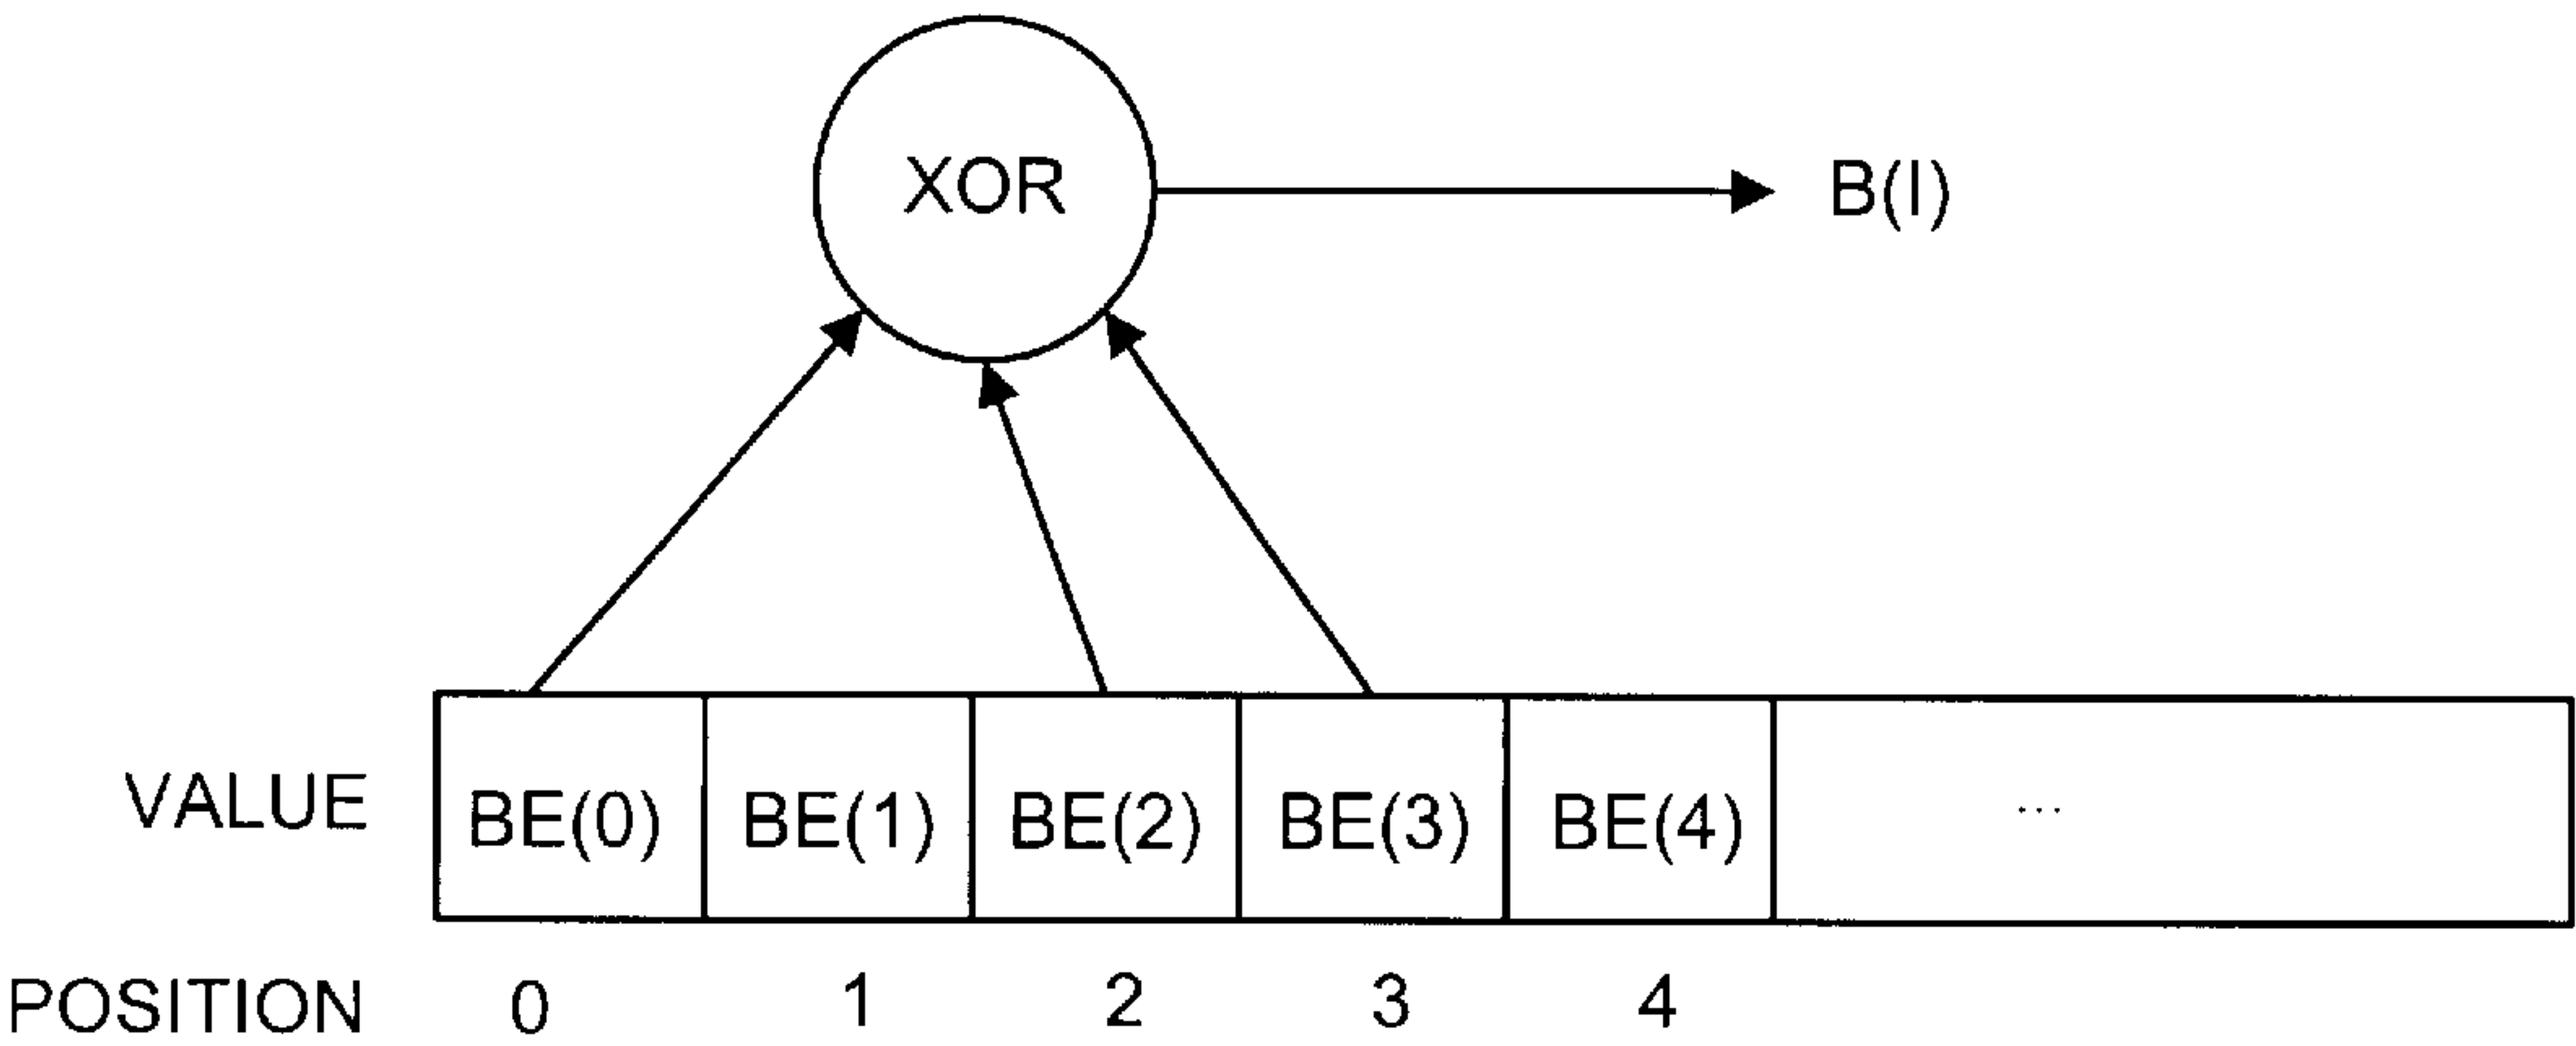 XOR
B(I)
VALUE BE(0) BE(1) BE(2) BE(3) BE(4) ...
POSITION 0 1 2 3 4